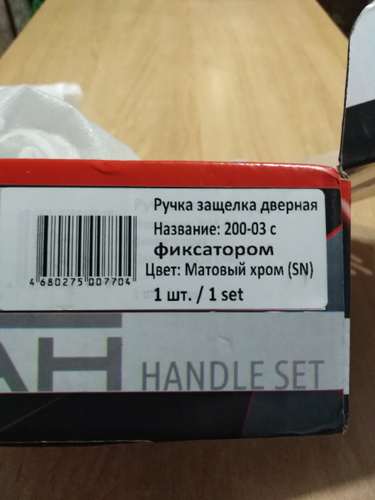 Ручка защелка дверная
Название: 200-03 с
фиксатором
Цвет: Матовый хром (SN)
1 шт. / 1 set
4 680275 007704
АН HANDLE SET